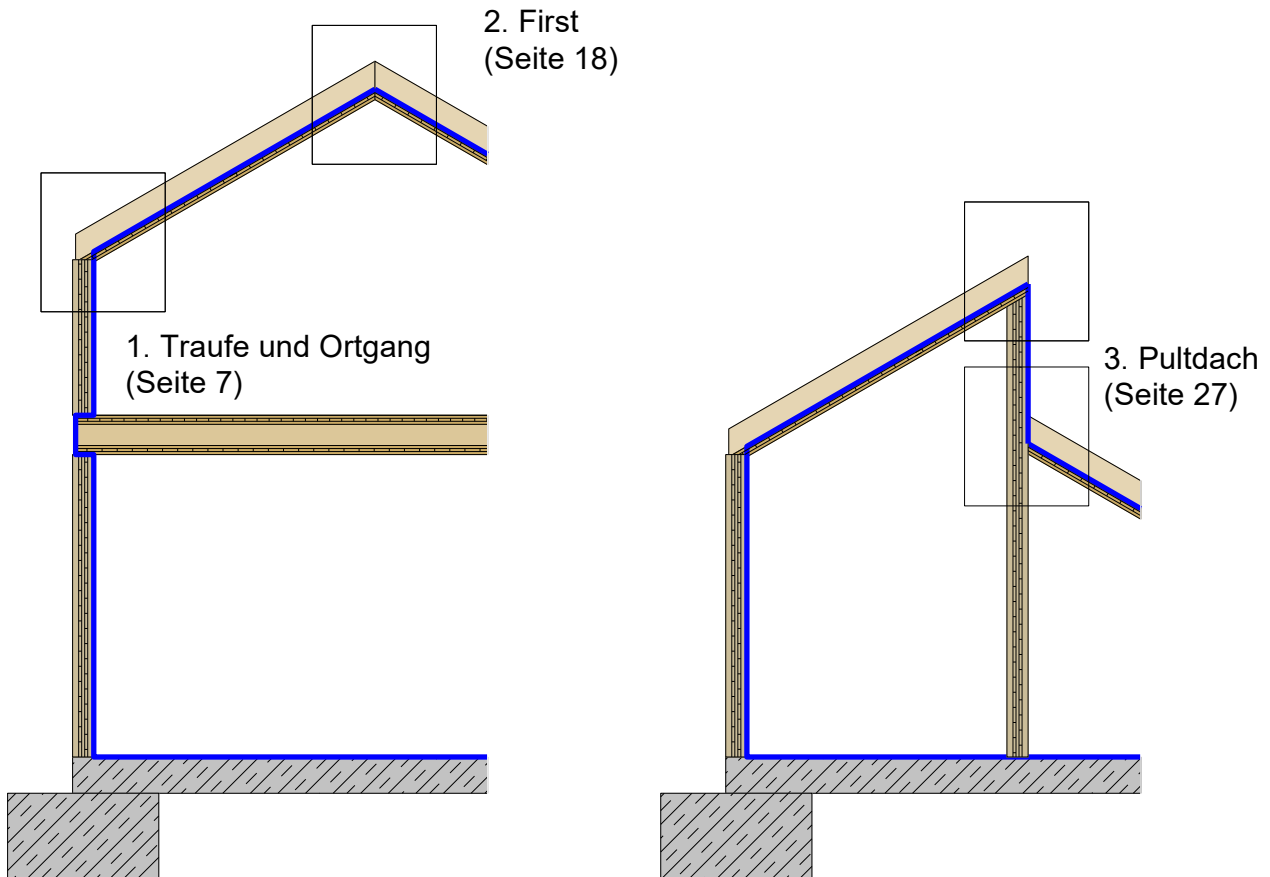 2. First
(Seite 18)
1. Traufe und Ortgang
(Seite 7)
3. Pultdach
(Seite 27)